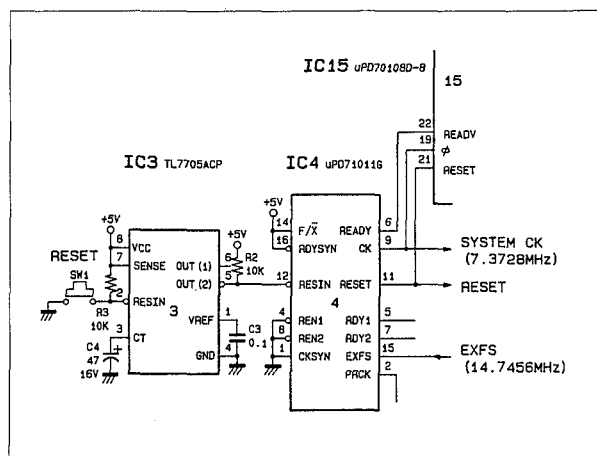 IC15 uPD70108D-8
15
22
READY
19
φ
21
RESET
IC3 TL7705ACP
IC4 uPD71011G
+5V
8
VCC
7
SENSE
RESET
SW1
2
RESIN
R3
10K
3
CT
C4
47
16V
3
OUT(1)
6
OUT(2)
5
+5V
R2
10K
VREF
1
C3
0.1
GND
4
+5V
14
F/X̅
16
RDYSYN
12
RESIN
4
REN1
8
REN2
1
CKSYN
4
READY
6
CK
9
RESET
11
RDY1
5
RDY2
7
EXFS
15
PRCK
2
SYSTEM CK
(7.3728MHz)
RESET
EXFS
(14.7456MHz)